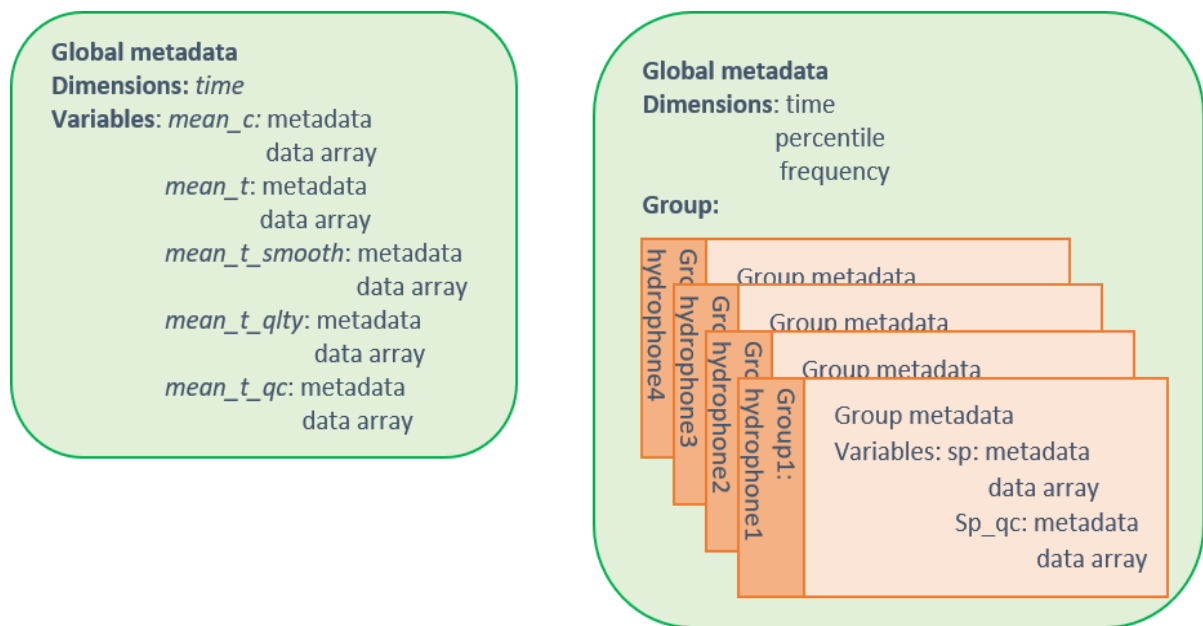 Global metadata
Dimensions: time
Variables: mean_c: metadata
data array
mean_t: metadata
data array
mean_t_smooth: metadata
data array
mean_t_qlty: metadata
data array
mean_t_qc: metadata
data array
Global metadata
Dimensions: time
percentile
frequency
Group:
hydrophone4
Group metadata
hydrophone3
Group metadata
hydrophone2
Group metadata
Group1:
hydrophone1
Group metadata
Variables: sp: metadata
data array
Sp_qc: metadata
data array